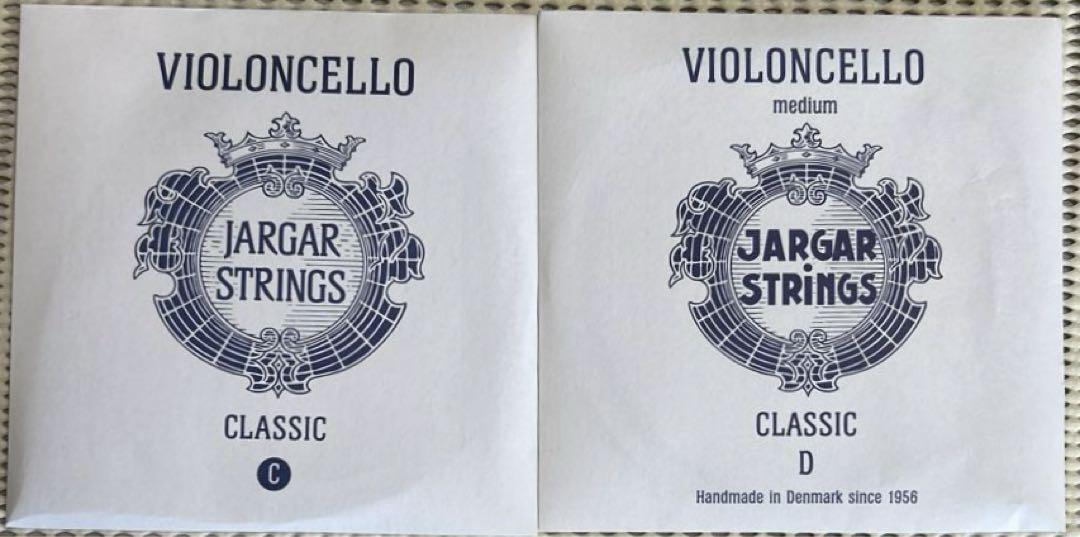 VIOLONCELLO
JARGAR
STRINGS
CLASSIC
C
VIOLONCELLO
medium
JARGAR
STRiNGS
CLASSIC
D
Handmade in Denmark since 1956